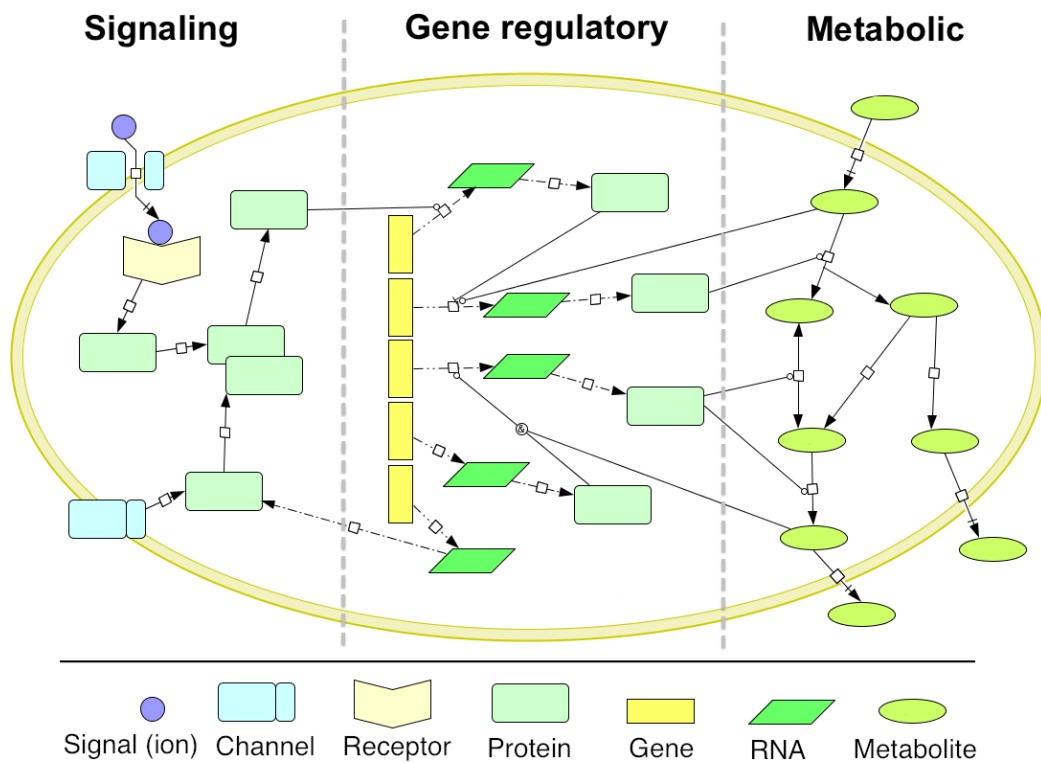 Signaling
Gene regulatory
Metabolic
&
Signal (ion)
Channel
Receptor
Protein
Gene
RNA
Metabolite